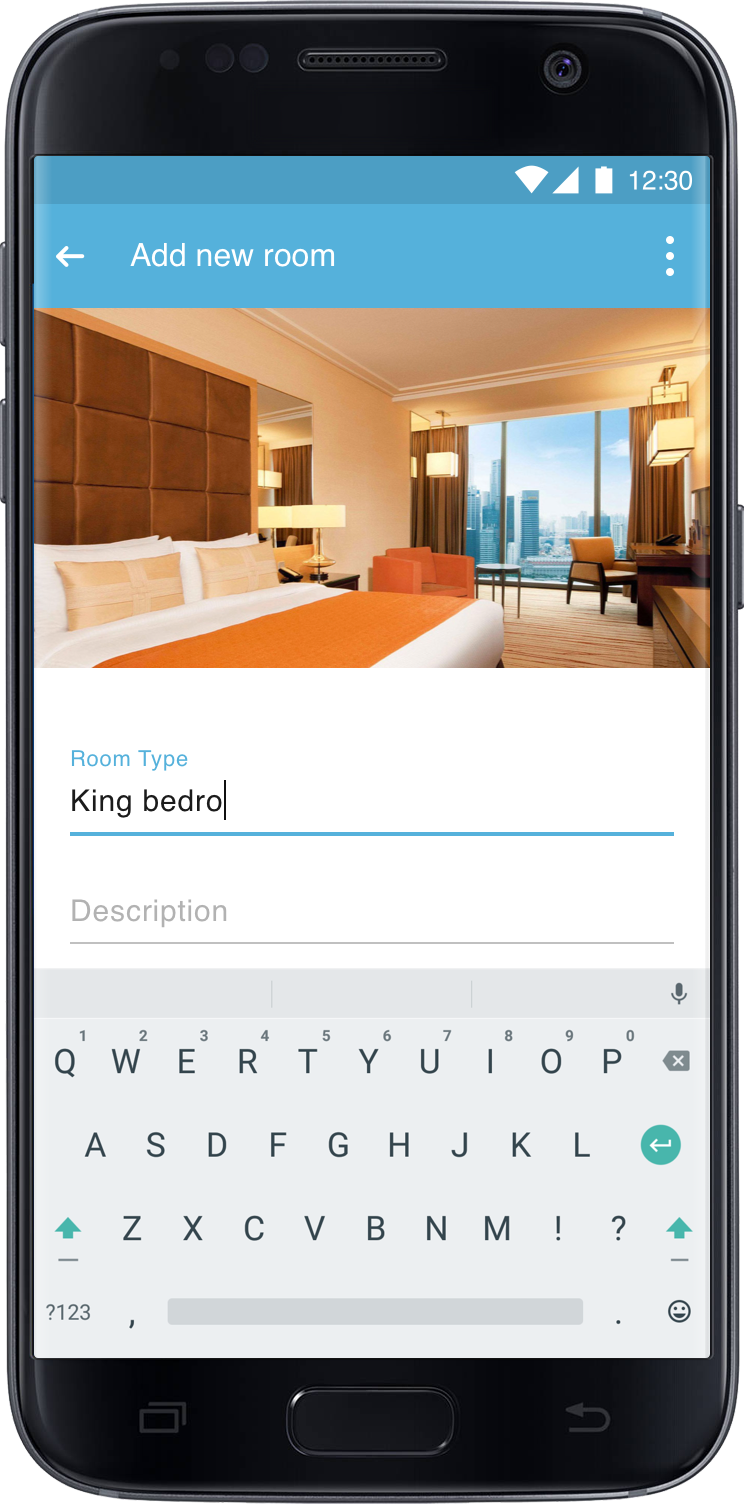 12:30
Add new room
Room Type
King bedro
Description
1 2 3 4 5 6 7 8 9 0
Q W E R T Y U I O P
A S D F G H J K L
Z X C V B N M ! ?
?123 , .